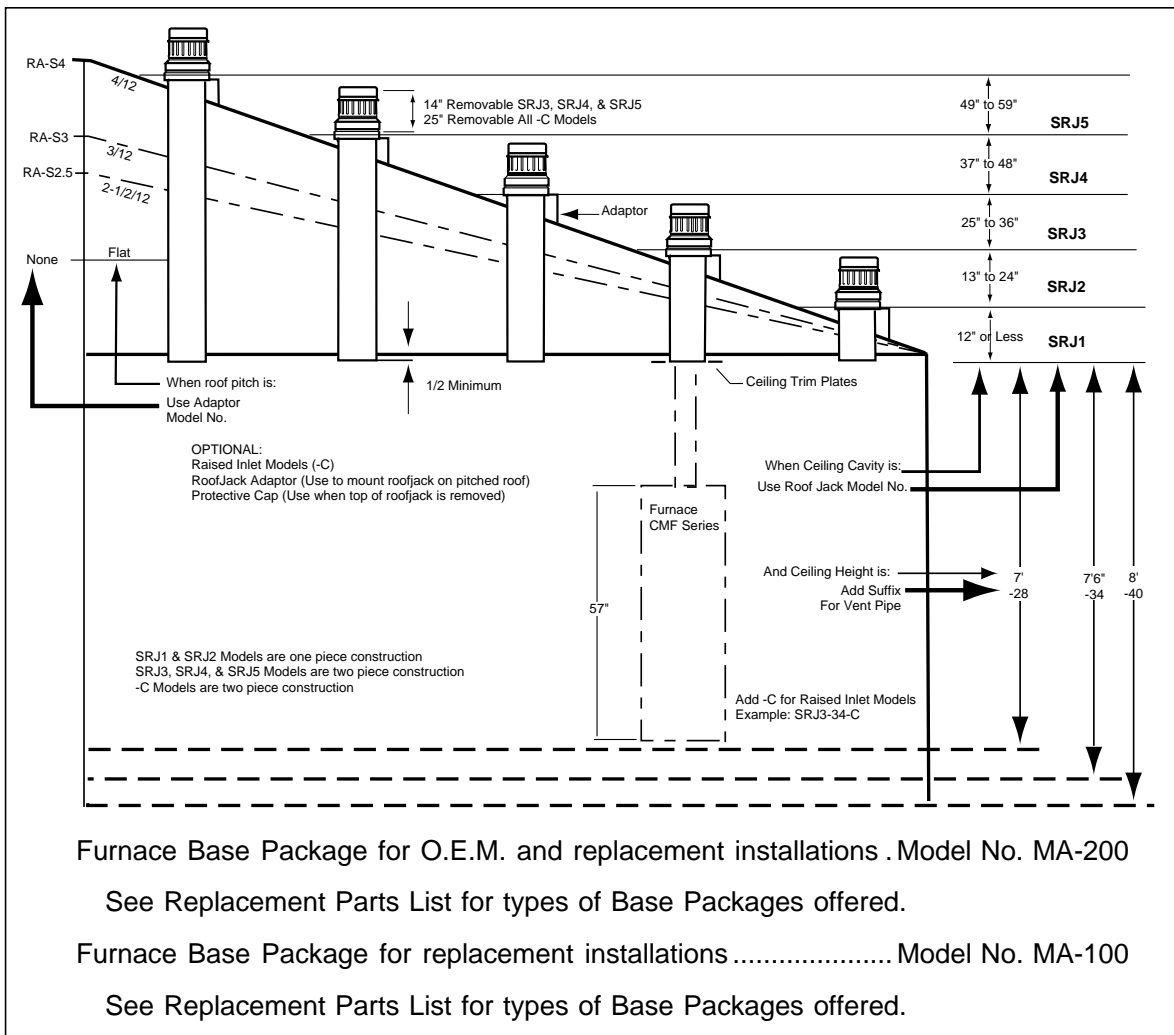 RA-S4
4/12
14" Removable SRJ3, SRJ4, & SRJ5
25" Removable All -C Models
49" to 59"
SRJ5
RA-S3
3/12
RA-S2.5
2-1/2/12
37" to 48"
SRJ4
Adaptor
25" to 36"
SRJ3
None
Flat
13" to 24"
SRJ2
12" or Less
SRJ1
When roof pitch is:
Use Adaptor
Model No.
1/2 Minimum
Ceiling Trim Plates
OPTIONAL:
Raised Inlet Models (-C)
RoofJack Adaptor (Use to mount roofjack on pitched roof)
Protective Cap (Use when top of roofjack is removed)
When Ceiling Cavity is:
Use Roof Jack Model No.
Furnace
CMF Series
57"
And Ceiling Height is:
Add Suffix
For Vent Pipe
7'
-28
7'6"
-34
8'
-40
SRJ1 & SRJ2 Models are one piece construction
SRJ3, SRJ4, & SRJ5 Models are two piece construction
-C Models are two piece construction
Add -C for Raised Inlet Models
Example: SRJ3-34-C
Furnace Base Package for O.E.M. and replacement installations . Model No. MA-200
See Replacement Parts List for types of Base Packages offered.
Furnace Base Package for replacement installations ..................... Model No. MA-100
See Replacement Parts List for types of Base Packages offered.